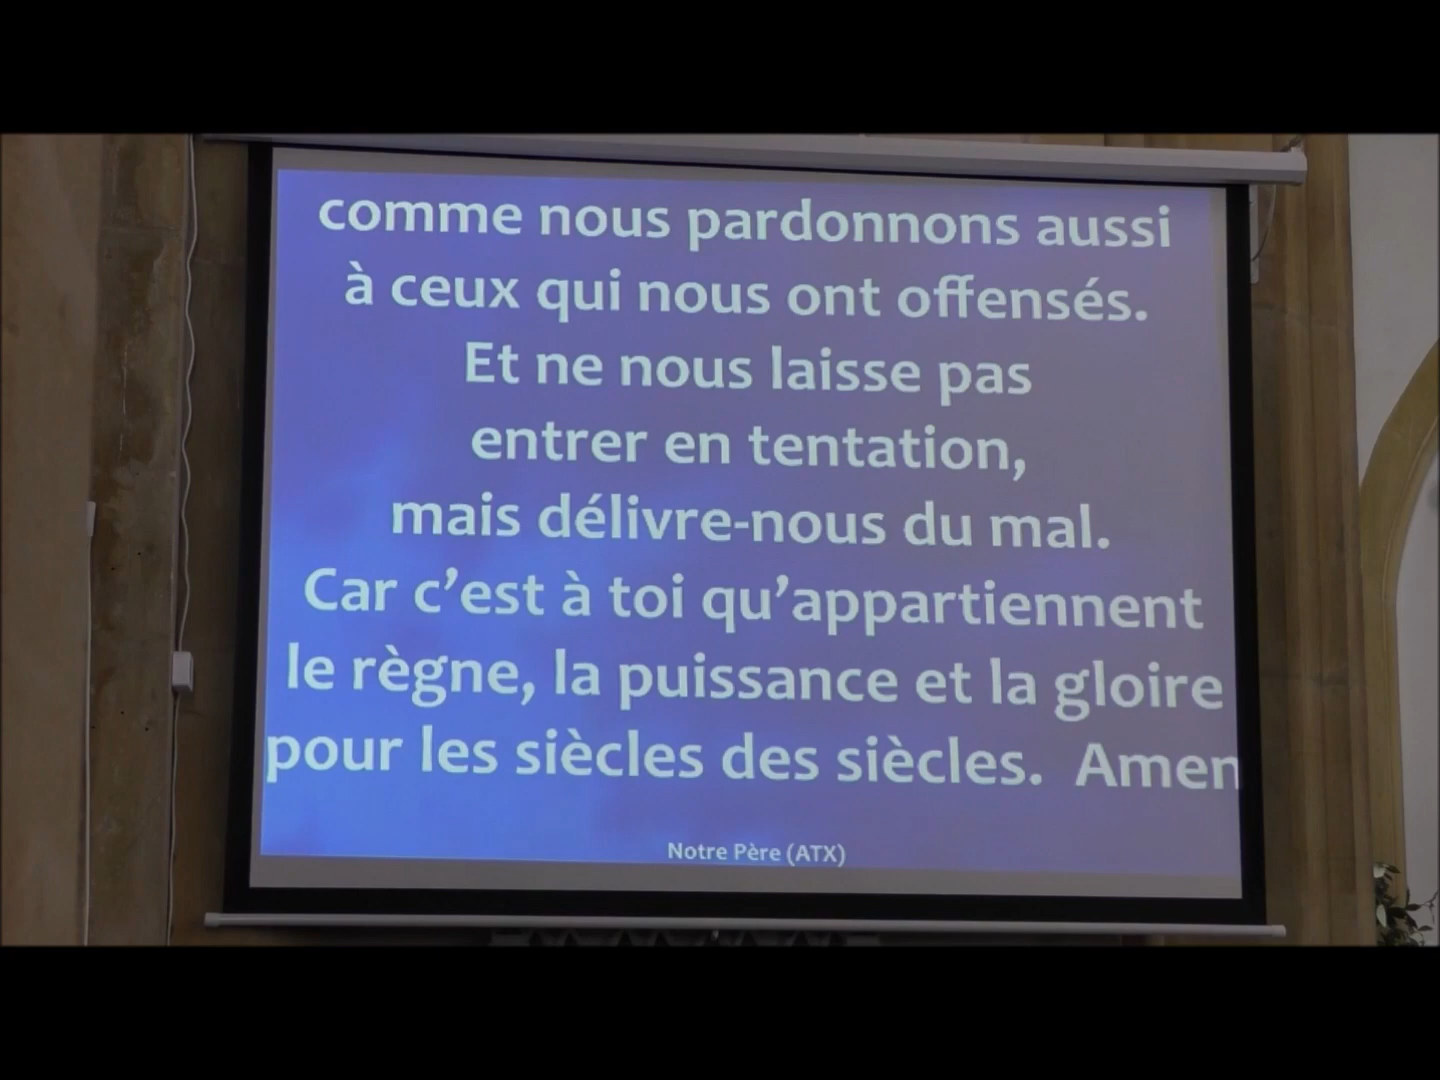 comme nous pardonnons aussi
à ceux qui nous ont offensés.
Et ne nous laisse pas
entrer en tentation,
mais délivre-nous du mal.
Car c’est à toi qu’appartiennent
le règne, la puissance et la gloire
pour les siècles des siècles.  Amen
Notre Père (ATX)